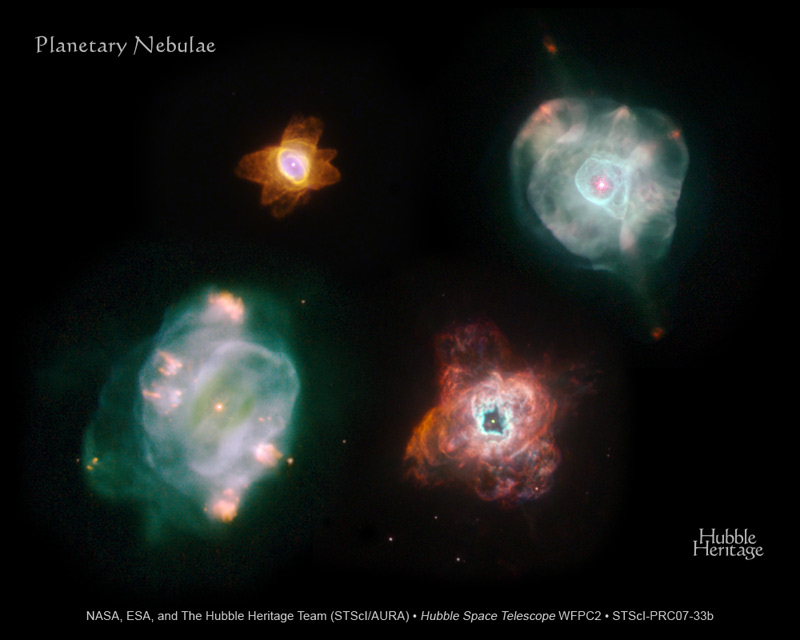 Planetary Nebulae
Hubble
Heritage
NASA, ESA, and The Hubble Heritage Team (STScI/AURA) • Hubble Space Telescope WFPC2 • STScI-PRC07-33b